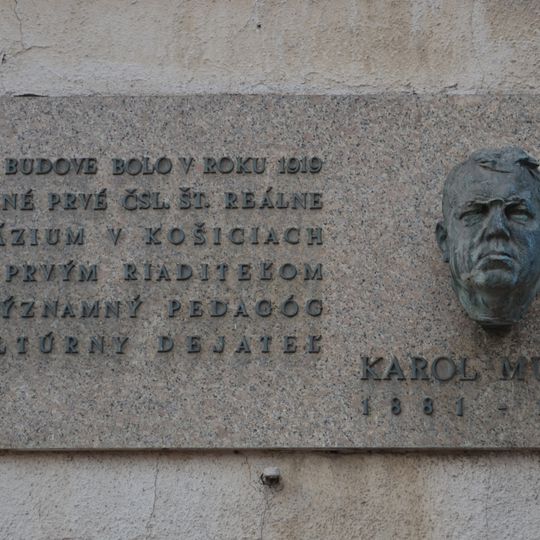 BUDOVE BOLO V ROKU 1919
NÉ PRVÉ ČSL. ŠT. REÁLNE
ÁZIUM V KOŠICIACH
PRVÝM RIADITEĽOM
ÝZNAMNÝ PEDAGÓG
LTÚRNY DEJATEĽ
KAROL MU
1881 -